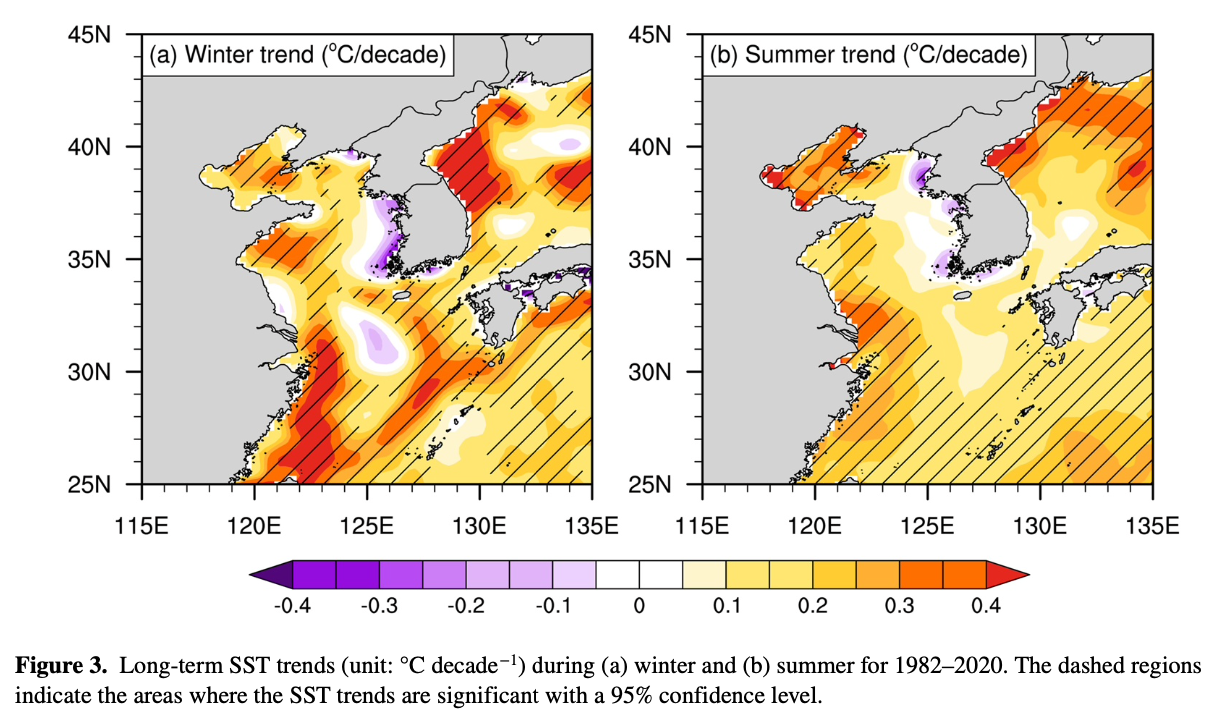 (a) Winter trend (°C/decade)
45N
40N
35N
30N
25N
115E 120E 125E 130E 135E
(b) Summer trend (°C/decade)
45N
40N
35N
30N
25N
115E 120E 125E 130E 135E
-0.4 -0.3 -0.2 -0.1 0 0.1 0.2 0.3 0.4
Figure 3. Long-term SST trends (unit: °C decade⁻¹) during (a) winter and (b) summer for 1982–2020. The dashed regions
indicate the areas where the SST trends are significant with a 95% confidence level.